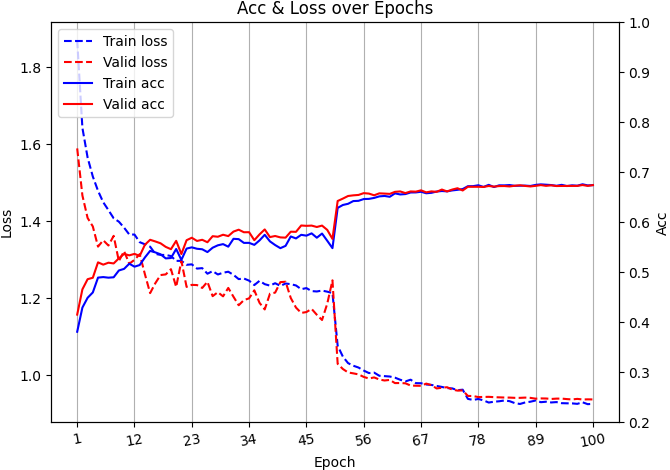 Acc & Loss over Epochs
Train loss
Valid loss
Train acc
Valid acc
Loss
1.8
1.6
1.4
1.2
1.0
Acc
1.0
0.9
0.8
0.7
0.6
0.5
0.4
0.3
0.2
1 12 23 34 45 56 67 78 89 100
Epoch